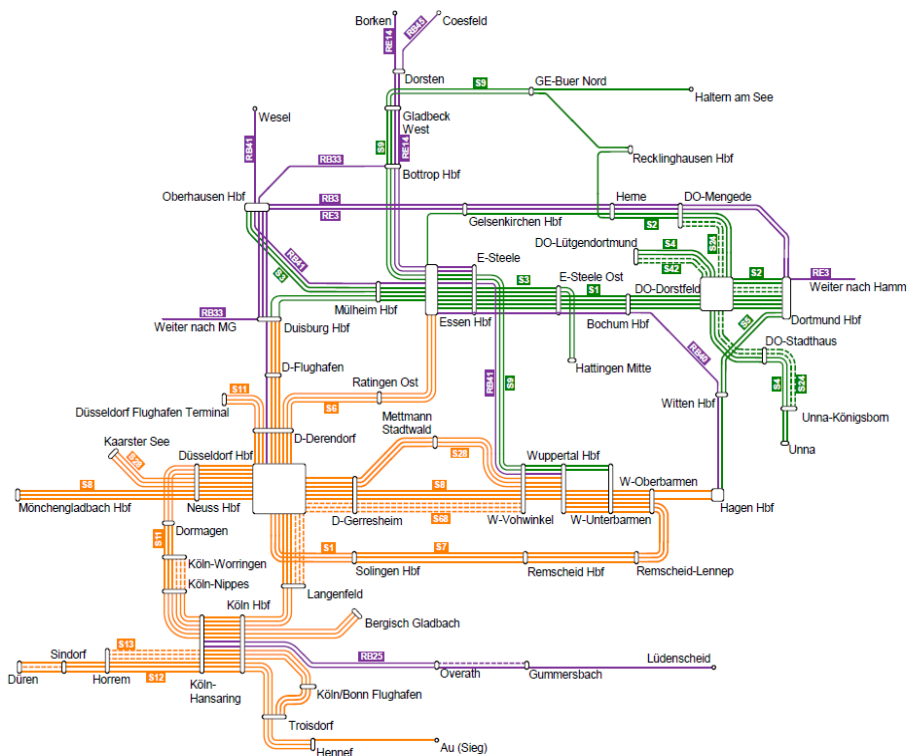 Borken
Coesfeld
RE14
RB45
Dorsten
S9
GE-Buer Nord
Haltern am See
Wesel
Gladbeck
West
RB41
S9
RE14
Recklinghausen Hbf
RB33
Bottrop Hbf
Oberhausen Hbf
RB3
RE3
Herne
DO-Mengede
Gelsenkirchen Hbf
S2
S24
DO-Lütgendortmund
S4
S42
E-Steele
RB41
S3
S3
E-Steele Ost
S1
DO-Dorstfeld
S2
RE3
Weiter nach Hamm
RB33
Weiter nach MG
Duisburg Hbf
Mülheim Hbf
Essen Hbf
Bochum Hbf
Dortmund Hbf
S5
DO-Stadthaus
D-Flughafen
Hattingen Mitte
RB40
RB41
S9
S4
S24
S11
Düseldorf Flughafen Terminal
Ratingen Ost
S6
Witten Hbf
Unna-Königsborn
Mettmann
Stadtwald
D-Derendorf
Unna
Kaarster See
S28
Düsseldorf Hbf
S28
Wuppertal Hbf
S8
S8
W-Oberbarmen
Mönchengladbach Hbf
Neuss Hbf
D-Gerresheim
S68
W-Vohwinkel
W-Unterbarmen
Hagen Hbf
Dormagen
S11
S1
S7
Köln-Worringen
Solingen Hbf
Remscheid Hbf
Remscheid-Lennep
Köln-Nippes
Langenfeld
Köln Hbf
Bergisch Gladbach
S13
Sindorf
RB25
Lüdenscheid
Düren
Horrem
S12
Köln-
Hansaring
Overath
Gummersbach
Köln/Bonn Flughafen
Troisdorf
Hennef
Au (Sieg)